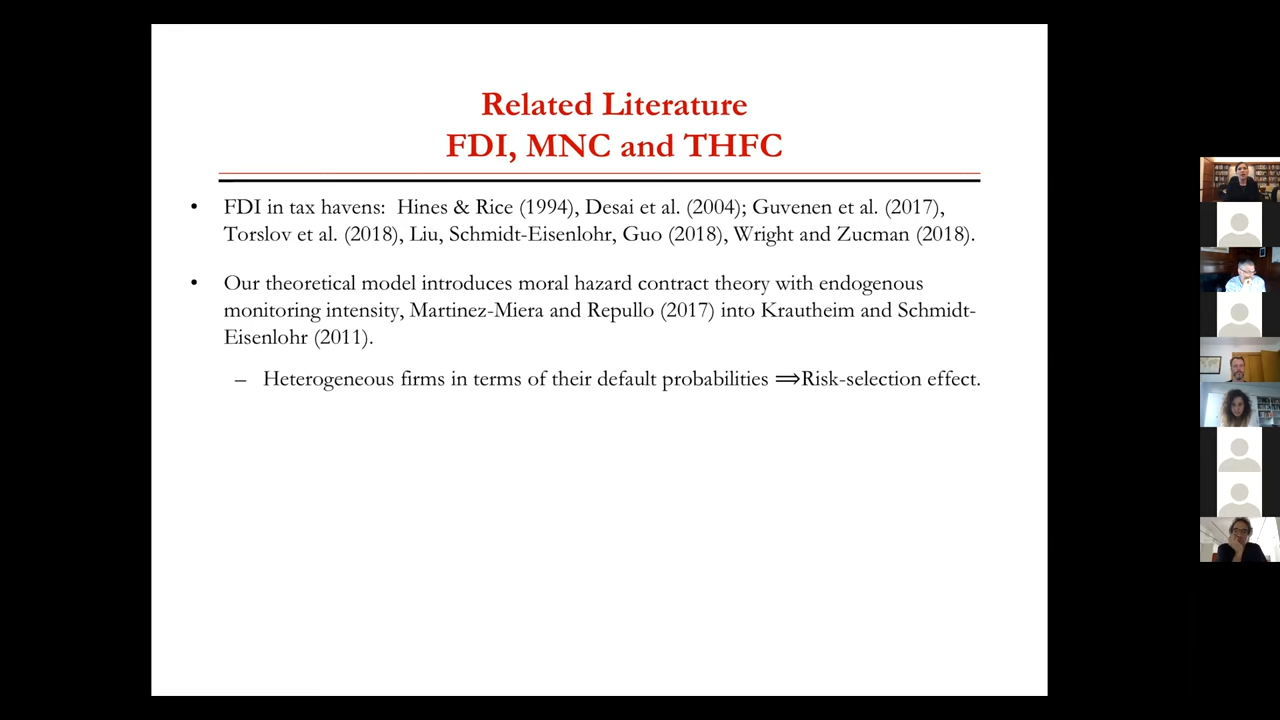 Related Literature
FDI, MNC and THFC
• FDI in tax havens: Hines & Rice (1994), Desai et al. (2004); Guvenen et al. (2017),
Torslov et al. (2018), Liu, Schmidt-Eisenlohr, Guo (2018), Wright and Zucman (2018).
• Our theoretical model introduces moral hazard contract theory with endogenous
monitoring intensity, Martinez-Miera and Repullo (2017) into Krautheim and Schmidt-
Eisenlohr (2011).
– Heterogeneous firms in terms of their default probabilities ⟹Risk-selection effect.